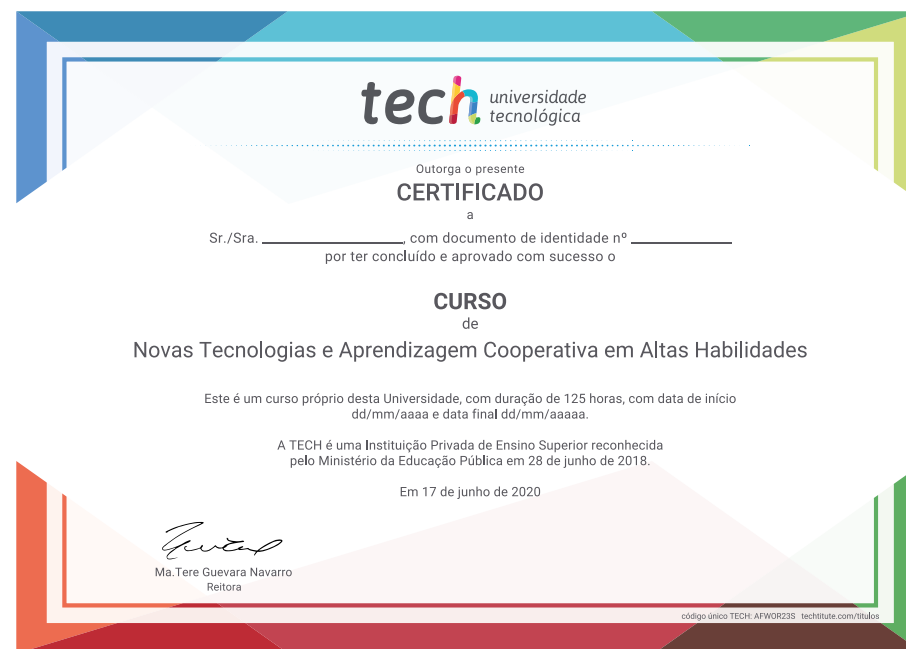 tech universidade
tecnológica
Outorga o presente
CERTIFICADO
a
Sr./Sra. ________________, com documento de identidade nº ____________
por ter concluído e aprovado com sucesso o
CURSO
de
Novas Tecnologias e Aprendizagem Cooperativa em Altas Habilidades
Este é um curso próprio desta Universidade, com duração de 125 horas, com data de início
dd/mm/aaaa e data final dd/mm/aaaaa.
A TECH é uma Instituição Privada de Ensino Superior reconhecida
pelo Ministério da Educação Pública em 28 de junho de 2018.
Em 17 de junho de 2020
Ma.Tere Guevara Navarro
Reitora
código único TECH: AFWOR23S techtitute.com/titulos